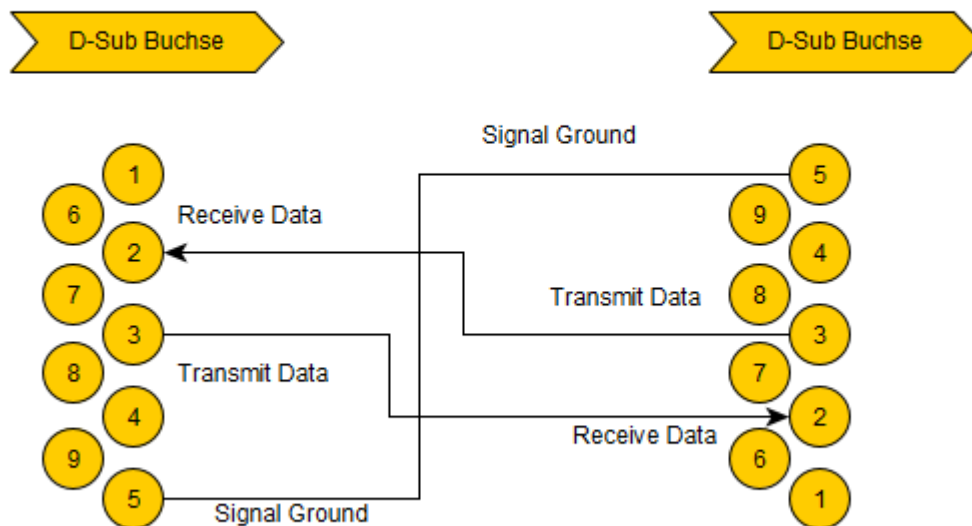 D-Sub Buchse
D-Sub Buchse
Signal Ground
1
5
6
Receive Data
9
2
4
7
Transmit Data
8
3
3
8
Transmit Data
7
4
2
Receive Data
9
6
5
Signal Ground
1